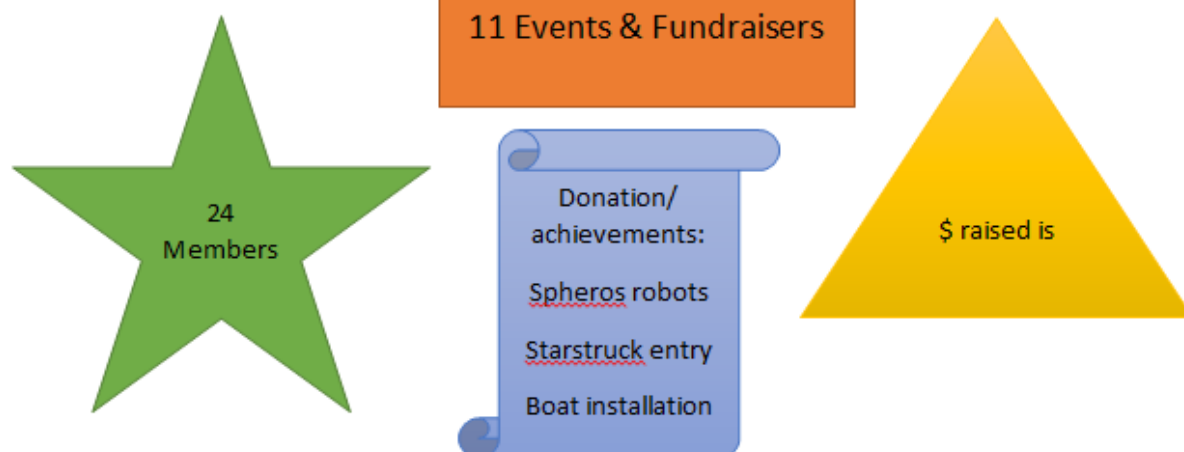 11 Events & Fundraisers
24
Members
Donation/
achievements:
Spheros robots
Starstruck entry
Boat installation
$ raised is